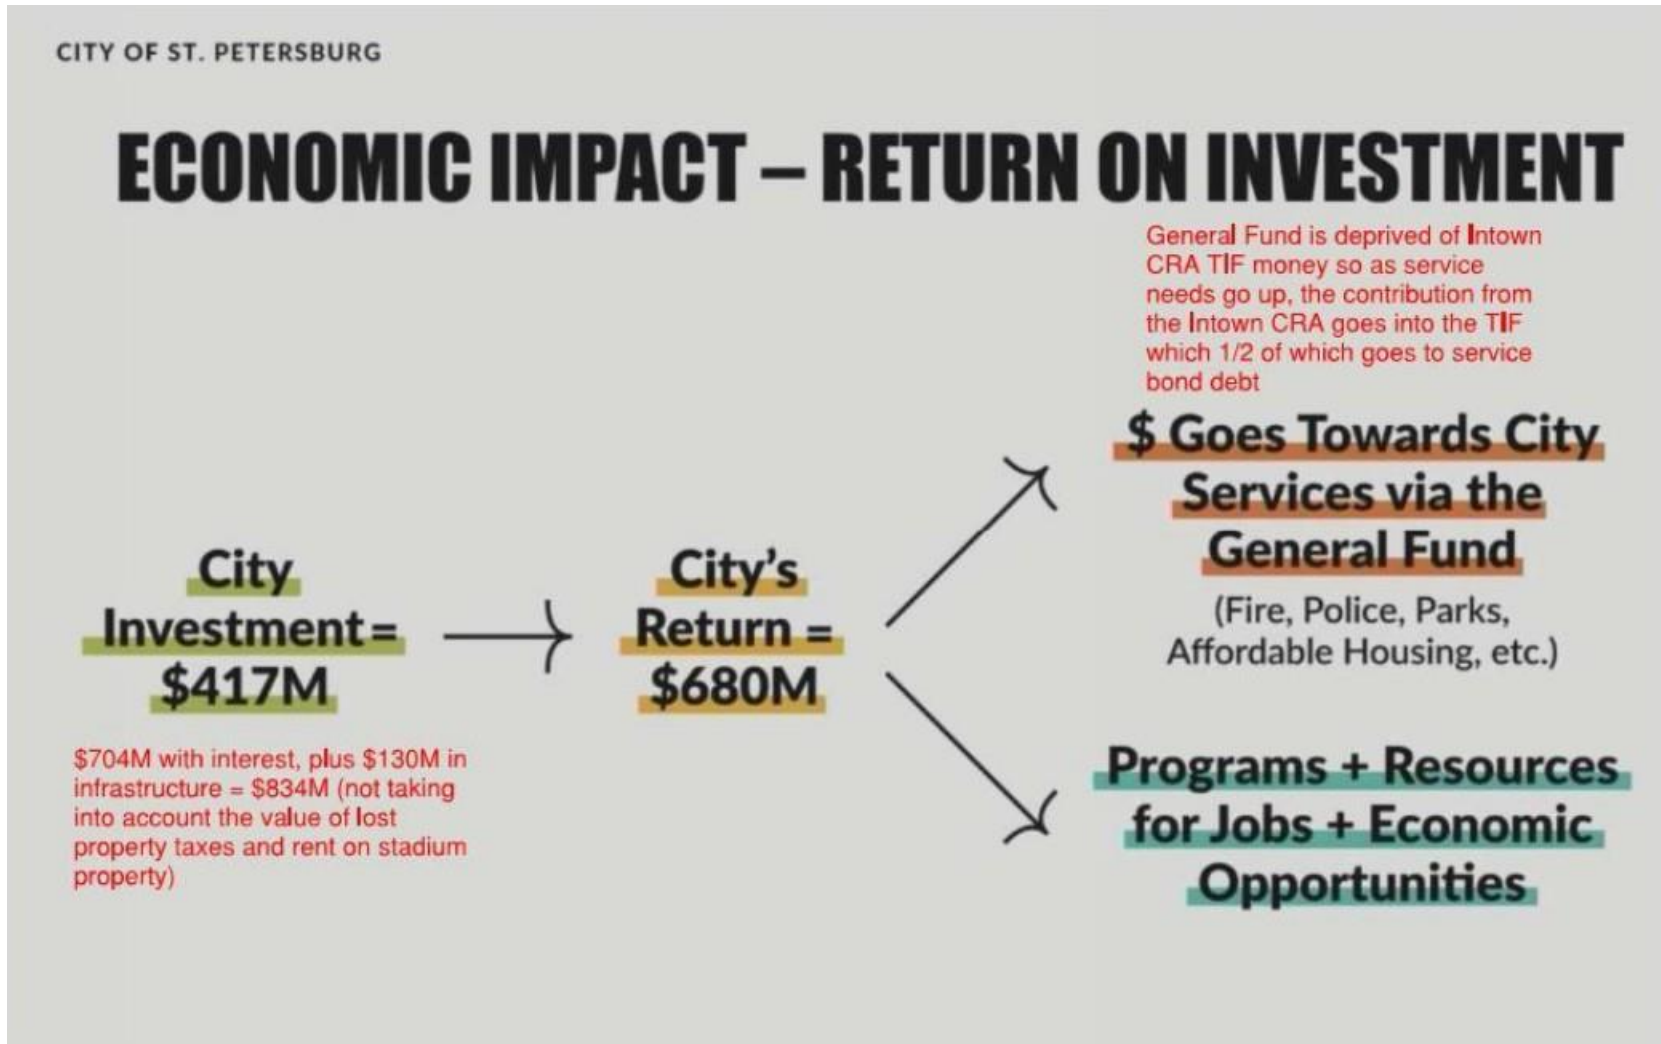 CITY OF ST. PETERSBURG
ECONOMIC IMPACT – RETURN ON INVESTMENT
General Fund is deprived of Intown
CRA TIF money so as service
needs go up, the contribution from
the Intown CRA goes into the TIF
which 1/2 of which goes to service
bond debt
City
Investment =
$417M
$704M with interest, plus $130M in
infrastructure = $834M (not taking
into account the value of lost
property taxes and rent on stadium
property)
City’s
Return =
$680M
$ Goes Towards City
Services via the
General Fund
(Fire, Police, Parks,
Affordable Housing, etc.)
Programs + Resources
for Jobs + Economic
Opportunities